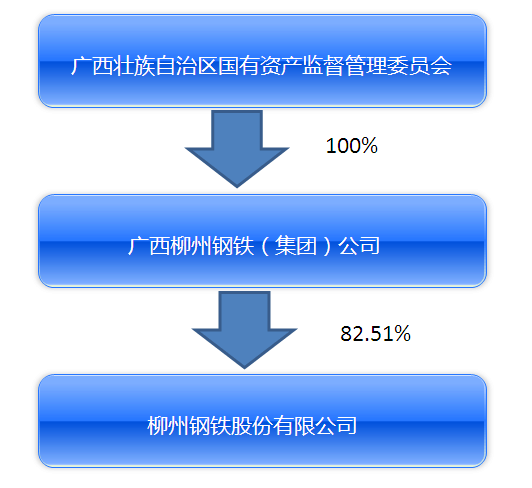 广西壮族自治区国有资产监督管理委员会
100%
广西柳州钢铁（集团）公司
82.51%
柳州钢铁股份有限公司